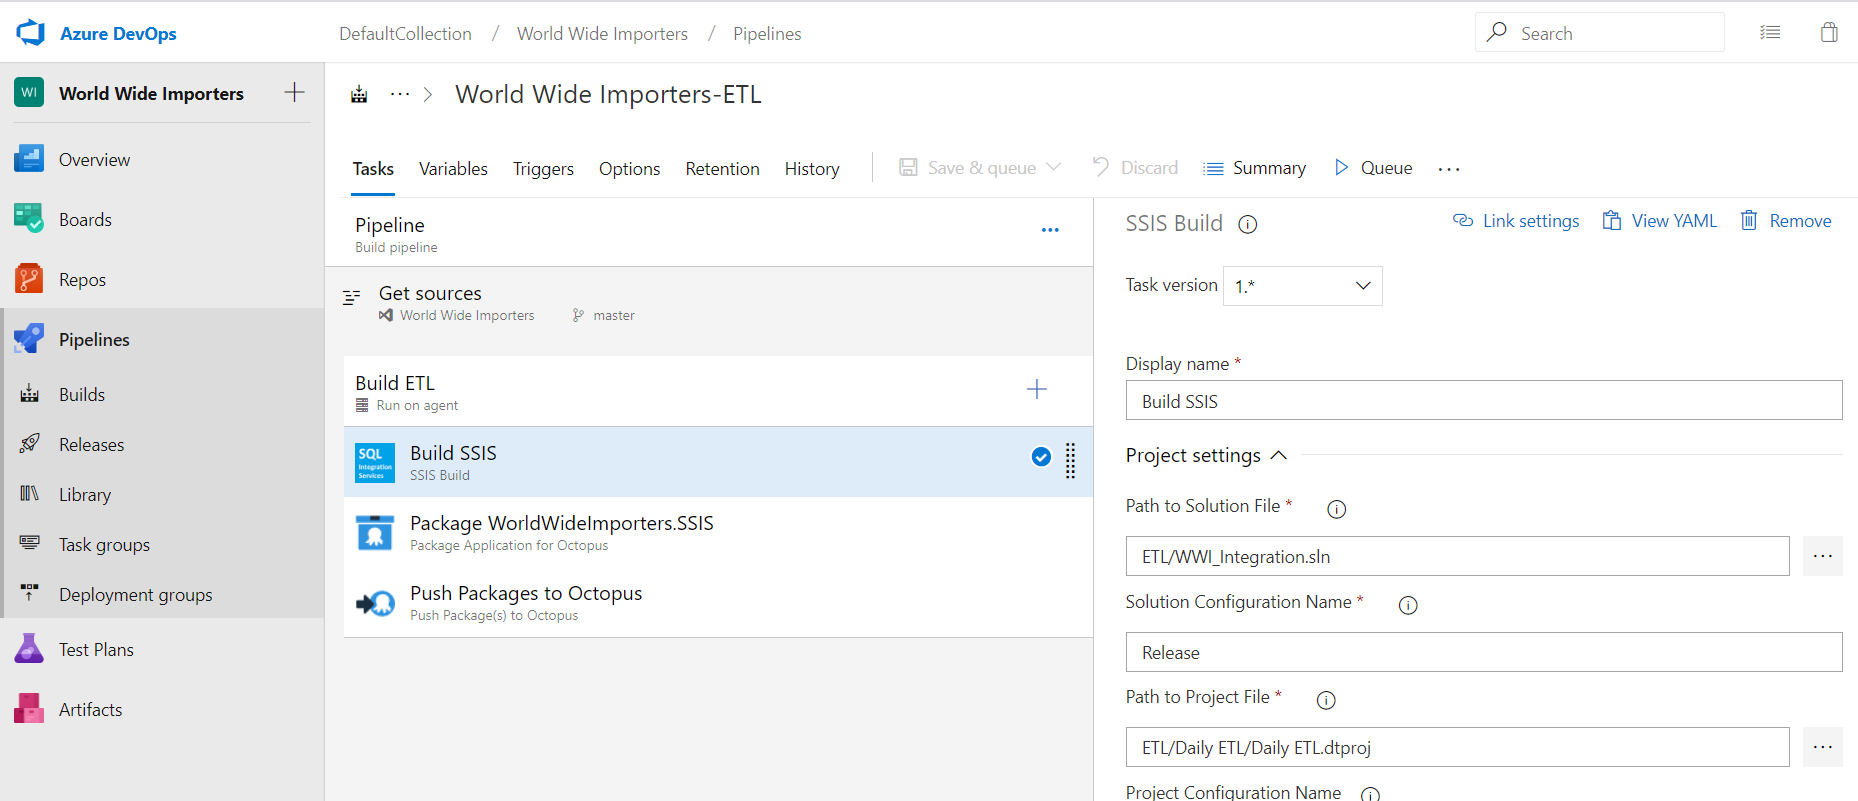 Azure DevOps
DefaultCollection / World Wide Importers / Pipelines
Search
WI World Wide Importers
Overview
Boards
Repos
Pipelines
Builds
Releases
Library
Task groups
Deployment groups
Test Plans
Artifacts
... > World Wide Importers-ETL
Tasks Variables Triggers Options Retention History Save & queue Discard Summary Queue ...
Pipeline
Build pipeline
Get sources
World Wide Importers master
Build ETL
Run on agent
SQL
Integration
Services
Build SSIS
SSIS Build
Package WorldWideImporters.SSIS
Package Application for Octopus
Push Packages to Octopus
Push Package(s) to Octopus
SSIS Build Link settings View YAML Remove
Task version 1.*
Display name *
Build SSIS
Project settings
Path to Solution File *
ETL/WWI_Integration.sln
Solution Configuration Name *
Release
Path to Project File *
ETL/Daily ETL/Daily ETL.dtproj
Project Configuration Name